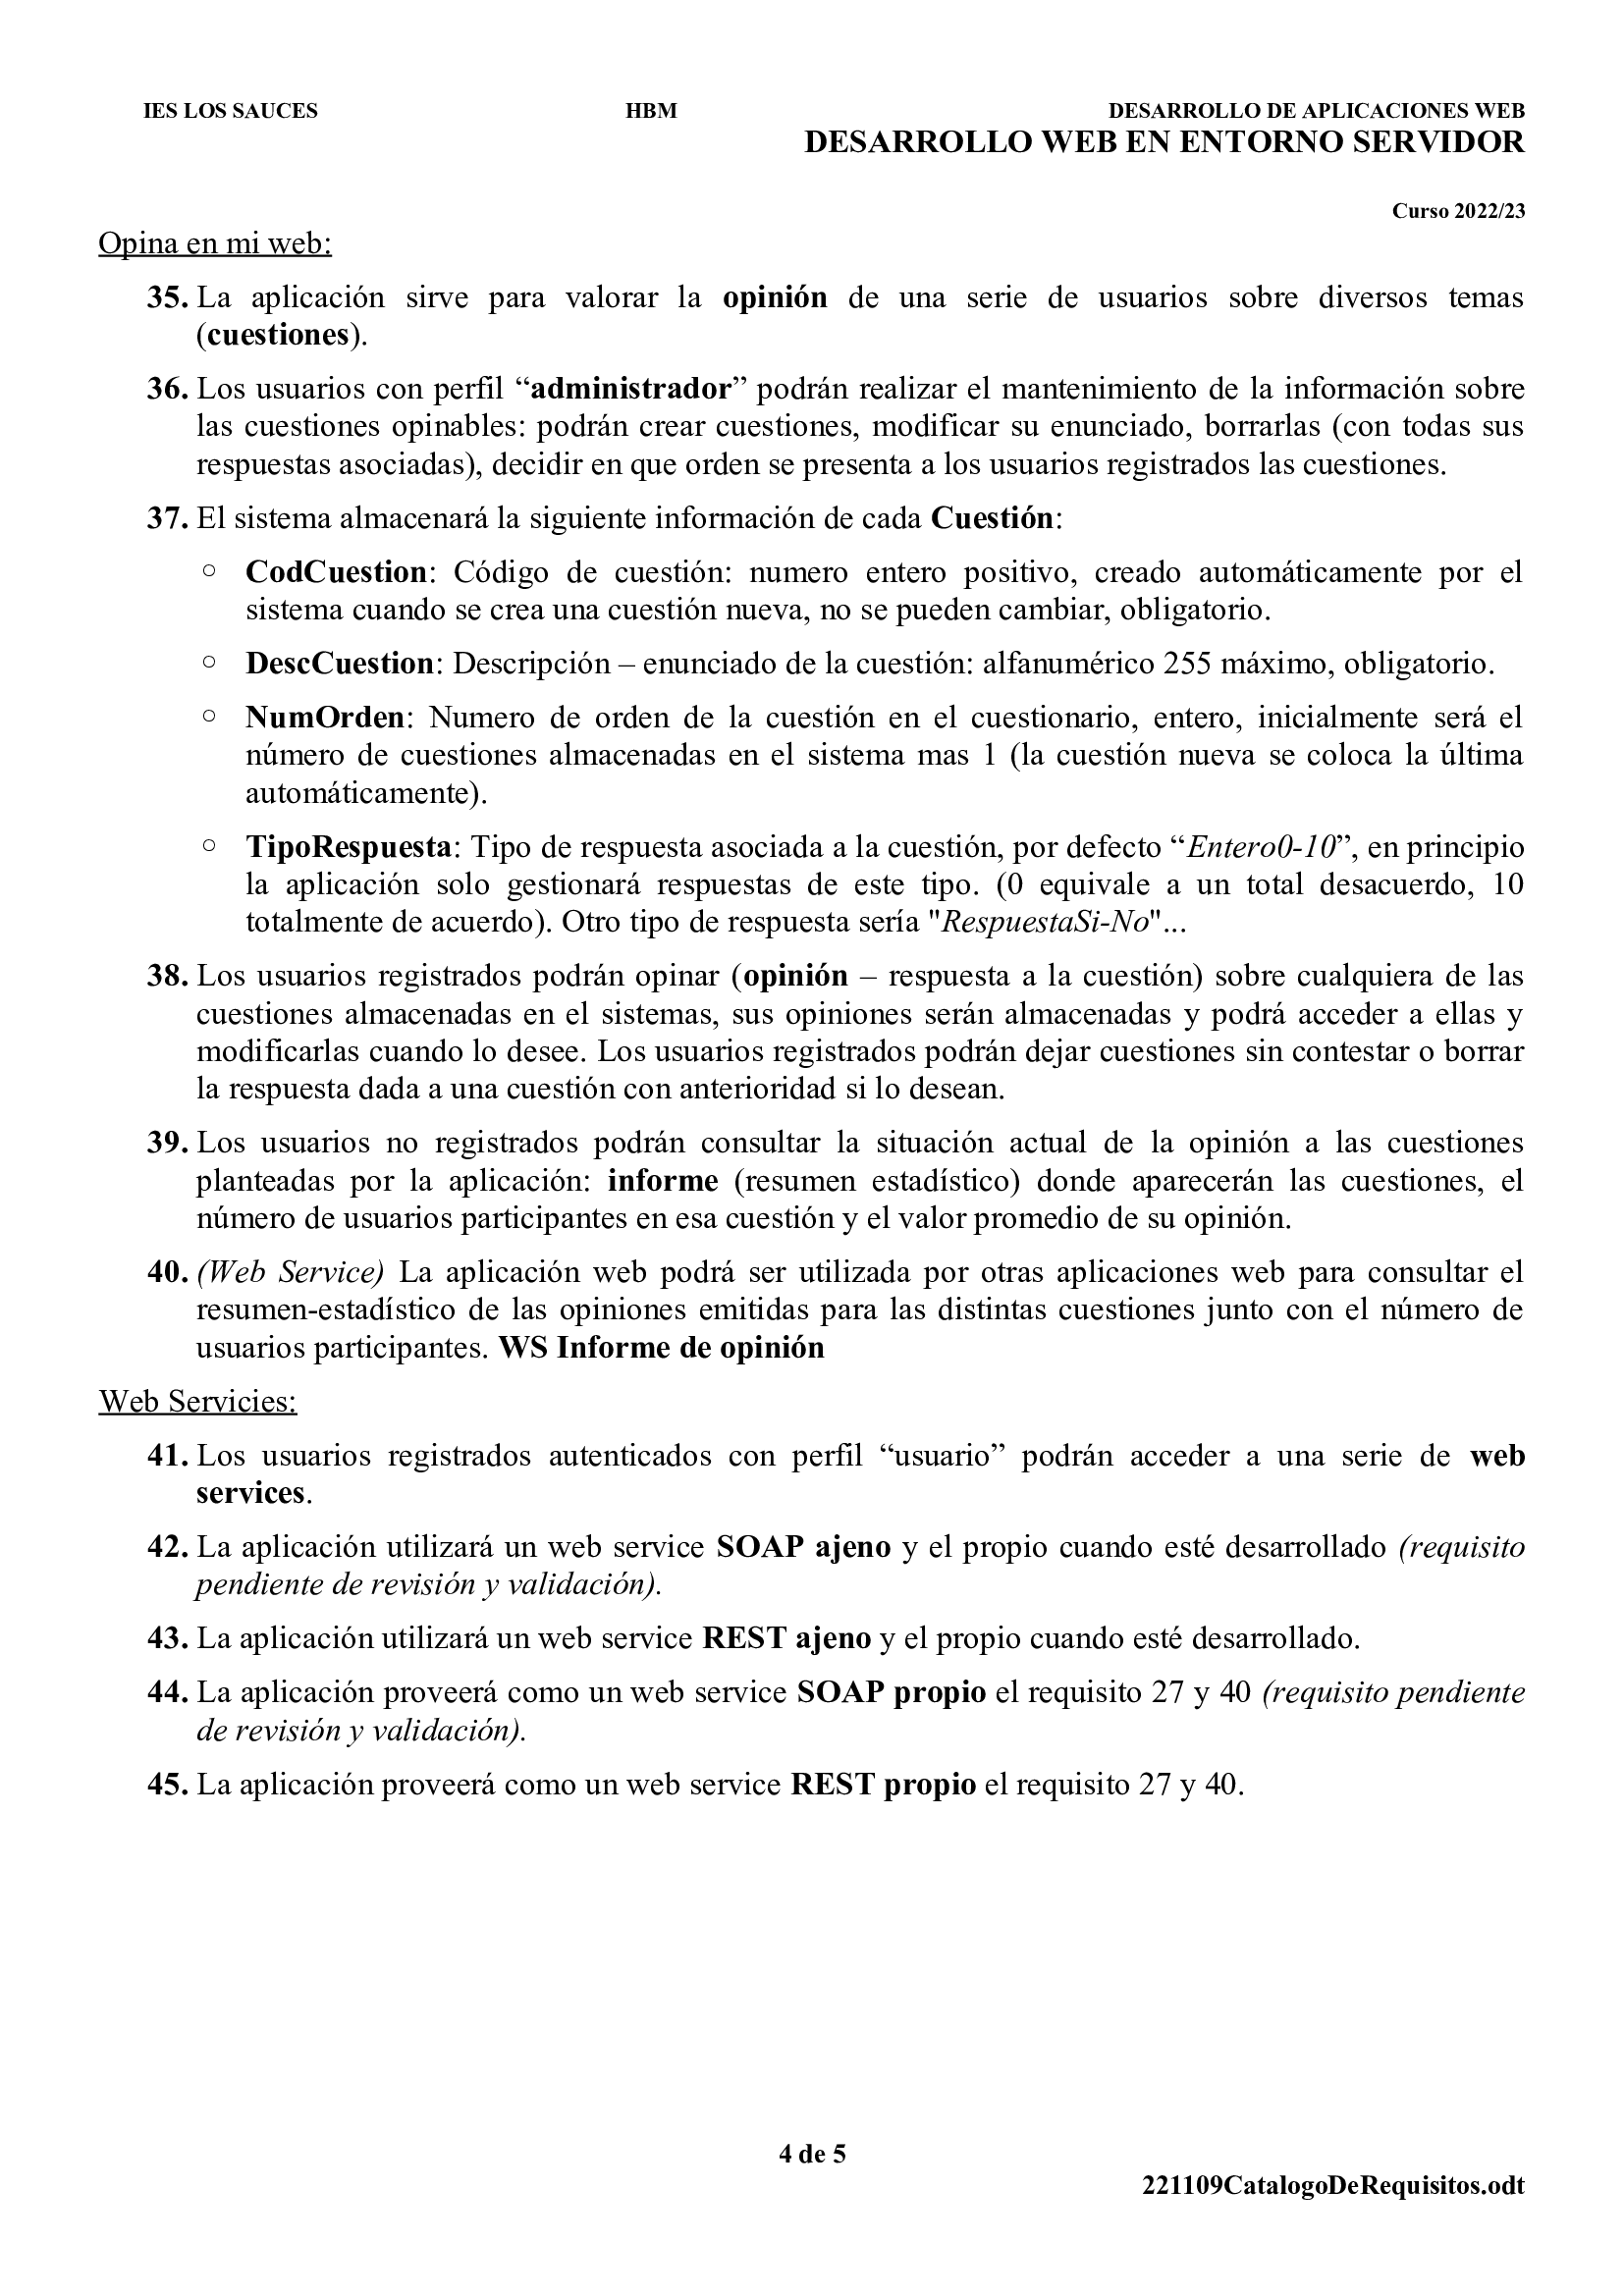 IES LOS SAUCES HBM DESARROLLO DE APLICACIONES WEB
DESARROLLO WEB EN ENTORNO SERVIDOR
Curso 2022/23
Opina en mi web:
35. La aplicación sirve para valorar la opinión de una serie de usuarios sobre diversos temas
(cuestiones).
36. Los usuarios con perfil “administrador” podrán realizar el mantenimiento de la información sobre
las cuestiones opinables: podrán crear cuestiones, modificar su enunciado, borrarlas (con todas sus
respuestas asociadas), decidir en que orden se presenta a los usuarios registrados las cuestiones.
37. El sistema almacenará la siguiente información de cada Cuestión:
◦ CodCuestion: Código de cuestión: numero entero positivo, creado automáticamente por el
sistema cuando se crea una cuestión nueva, no se pueden cambiar, obligatorio.
◦ DescCuestion: Descripción – enunciado de la cuestión: alfanumérico 255 máximo, obligatorio.
◦ NumOrden: Numero de orden de la cuestión en el cuestionario, entero, inicialmente será el
número de cuestiones almacenadas en el sistema mas 1 (la cuestión nueva se coloca la última
automáticamente).
◦ TipoRespuesta: Tipo de respuesta asociada a la cuestión, por defecto “Entero0-10”, en principio
la aplicación solo gestionará respuestas de este tipo. (0 equivale a un total desacuerdo, 10
totalmente de acuerdo). Otro tipo de respuesta sería "RespuestaSi-No"...
38. Los usuarios registrados podrán opinar (opinión – respuesta a la cuestión) sobre cualquiera de las
cuestiones almacenadas en el sistemas, sus opiniones serán almacenadas y podrá acceder a ellas y
modificarlas cuando lo desee. Los usuarios registrados podrán dejar cuestiones sin contestar o borrar
la respuesta dada a una cuestión con anterioridad si lo desean.
39. Los usuarios no registrados podrán consultar la situación actual de la opinión a las cuestiones
planteadas por la aplicación: informe (resumen estadístico) donde aparecerán las cuestiones, el
número de usuarios participantes en esa cuestión y el valor promedio de su opinión.
40. (Web Service) La aplicación web podrá ser utilizada por otras aplicaciones web para consultar el
resumen-estadístico de las opiniones emitidas para las distintas cuestiones junto con el número de
usuarios participantes. WS Informe de opinión
Web Servicies:
41. Los usuarios registrados autenticados con perfil “usuario” podrán acceder a una serie de web
services.
42. La aplicación utilizará un web service SOAP ajeno y el propio cuando esté desarrollado (requisito
pendiente de revisión y validación).
43. La aplicación utilizará un web service REST ajeno y el propio cuando esté desarrollado.
44. La aplicación proveerá como un web service SOAP propio el requisito 27 y 40 (requisito pendiente
de revisión y validación).
45. La aplicación proveerá como un web service REST propio el requisito 27 y 40.
4 de 5
221109CatalogoDeRequisitos.odt